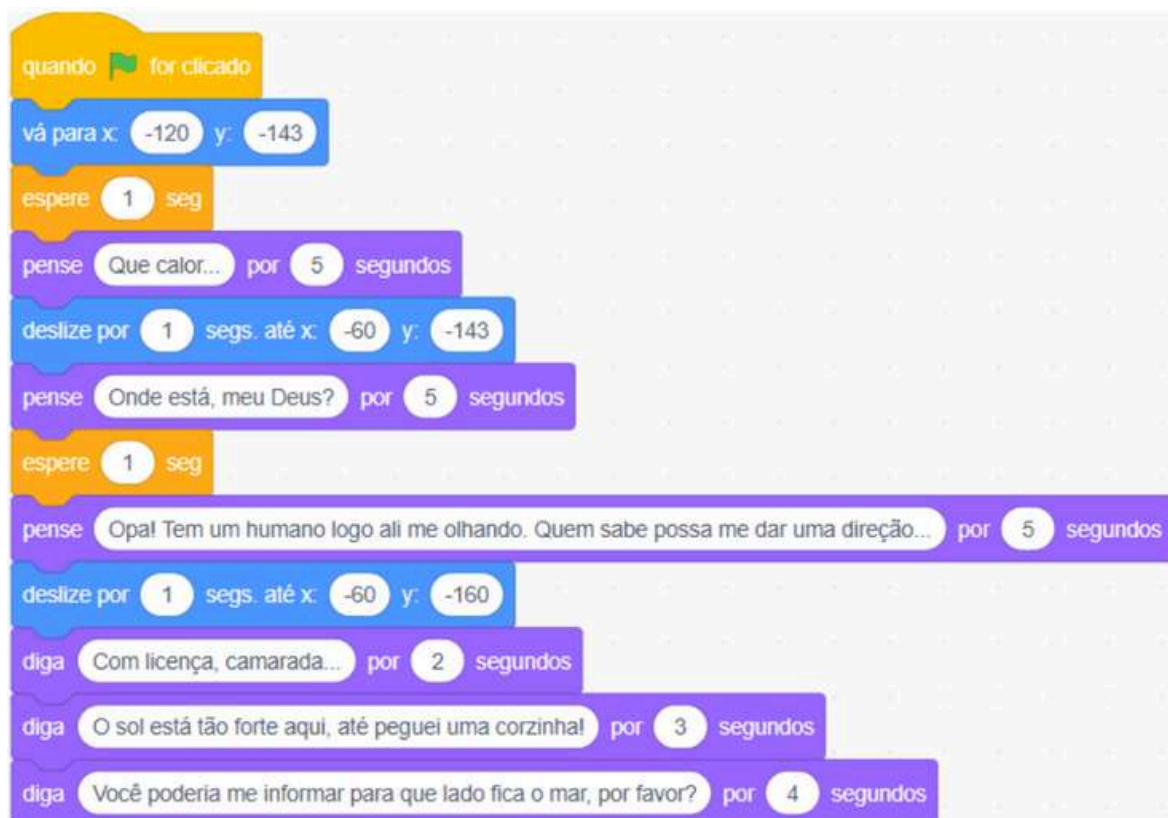 quando for clicado
vá para x: -120 y: -143
espere 1 seg
pense Que calor... por 5 segundos
deslize por 1 segs. até x: -60 y: -143
pense Onde está, meu Deus? por 5 segundos
espere 1 seg
pense Opa! Tem um humano logo ali me olhando. Quem sabe possa me dar uma direção... por 5 segundos
deslize por 1 segs. até x: -60 y: -160
diga Com licença, camarada... por 2 segundos
diga O sol está tão forte aqui, até peguei uma corzinha! por 3 segundos
diga Você poderia me informar para que lado fica o mar, por favor? por 4 segundos